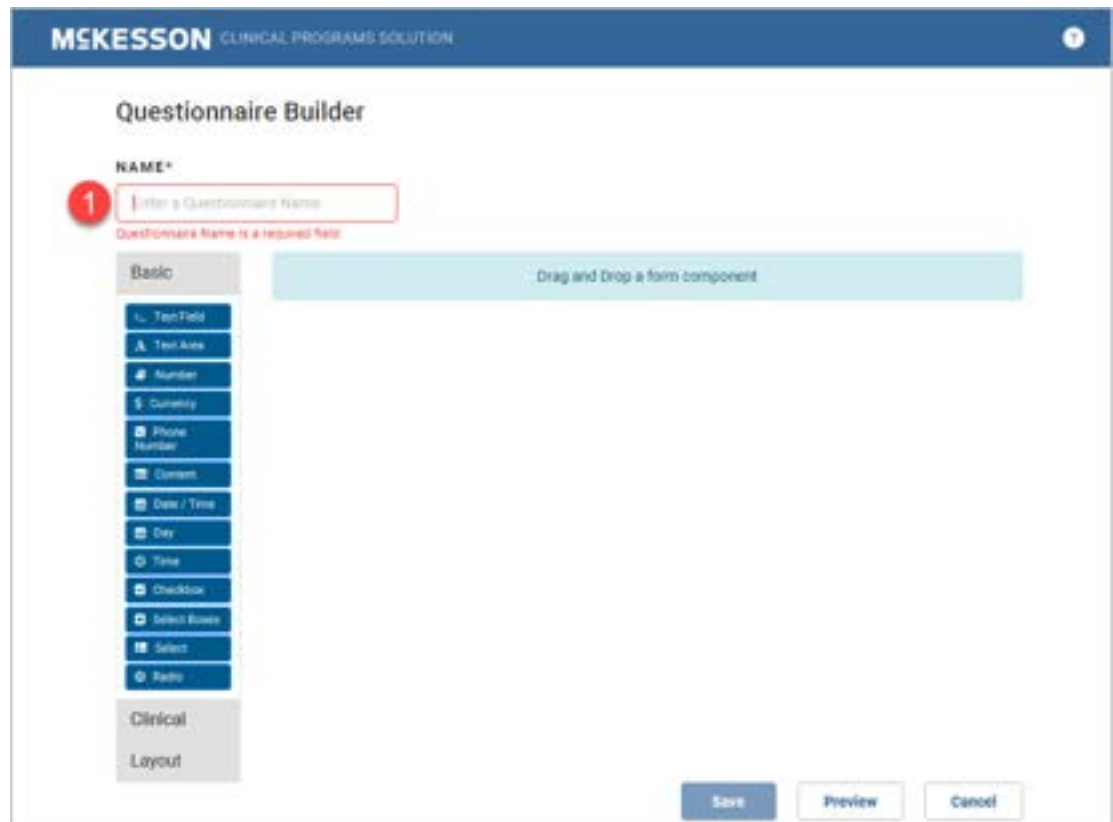 MCKESSON CLINICAL PROGRAMS SOLUTION ?
Questionnaire Builder
NAME*
1 Enter a Questionnaire Name
Questionnaire Name is a required field
Basic
Drag and Drop a form component
Text Field
Text Area
Number
Currency
Phone
Number
Content
Date / Time
Day
Time
Checkbox
Select Boxes
Select
Radio
Clinical
Layout
Save Preview Cancel